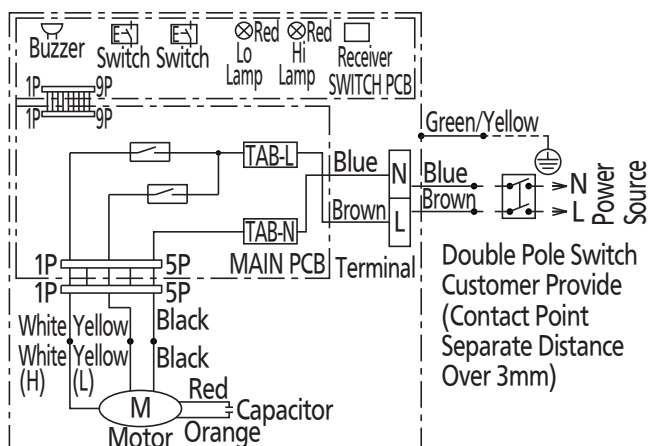 Buzzer
Switch
Switch
Red
Lo
Lamp
Red
Hi
Lamp
Receiver
SWITCH PCB
1P 9P
1P 9P
Green/Yellow
TAB-L
Blue
N
Blue
N
Brown
L
Brown
L
Power
Source
TAB-N
MAIN PCB
Terminal
1P 5P
1P 5P
Double Pole Switch
Customer Provide
(Contact Point
Separate Distance
Over 3mm)
White Yellow Black
White Yellow Black
(H) (L)
Red
M
Capacitor
Motor Orange